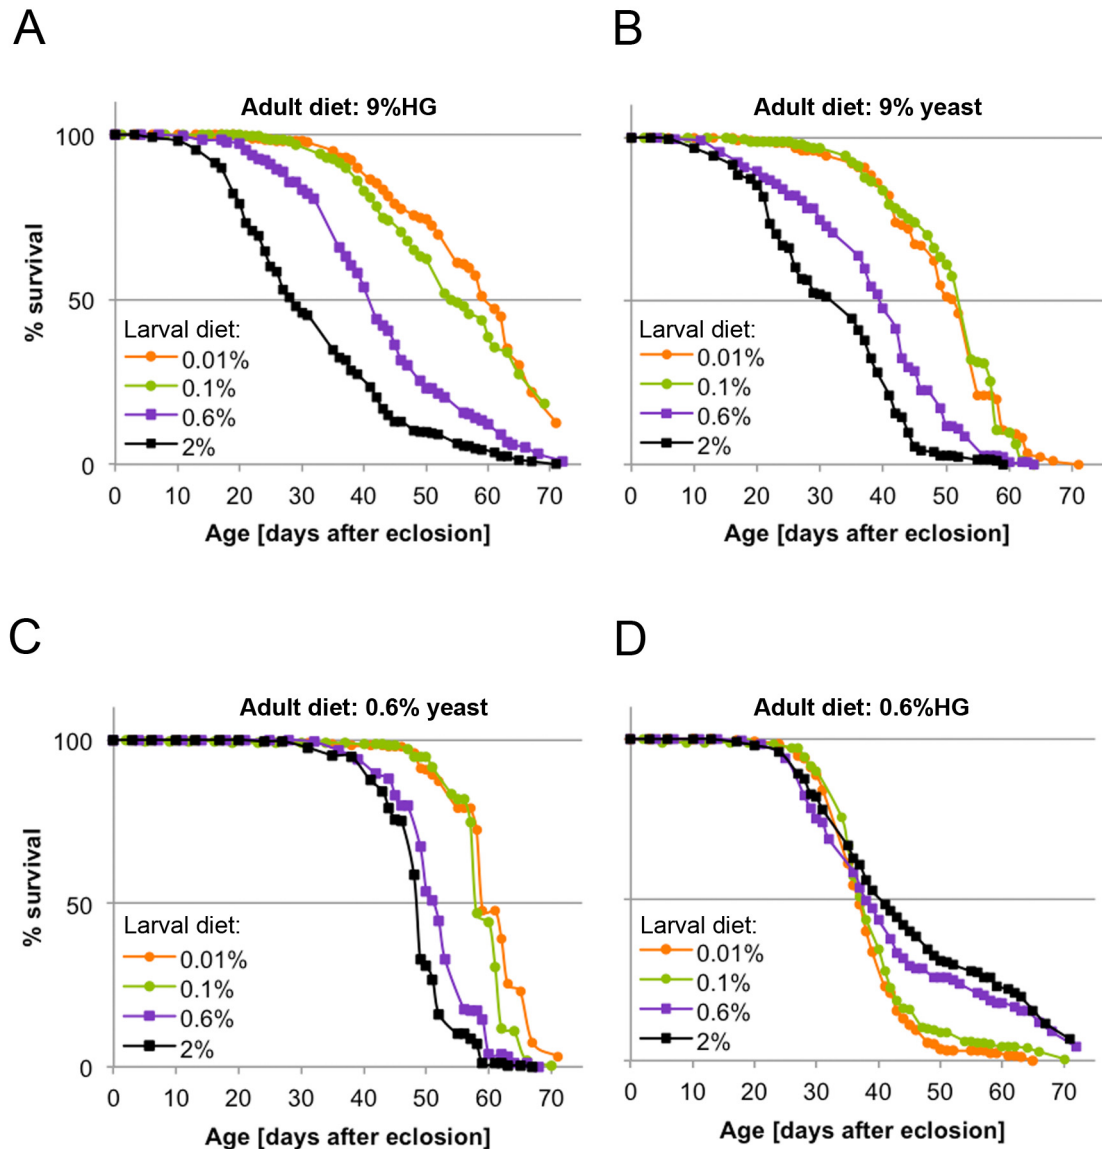 A
B
Adult diet: 9%HG
Adult diet: 9% yeast
100
50
0
% survival
Larval diet:
0.01%
0.1%
0.6%
2%
0 10 20 30 40 50 60 70
Age [days after eclosion]
100
50
0
Larval diet:
0.01%
0.1%
0.6%
2%
0 10 20 30 40 50 60 70
Age [days after eclosion]
C
D
Adult diet: 0.6% yeast
Adult diet: 0.6%HG
100
50
0
% survival
Larval diet:
0.01%
0.1%
0.6%
2%
0 10 20 30 40 50 60 70
Age [days after eclosion]
100
50
0
Larval diet:
0.01%
0.1%
0.6%
2%
0 10 20 30 40 50 60 70
Age [days after eclosion]